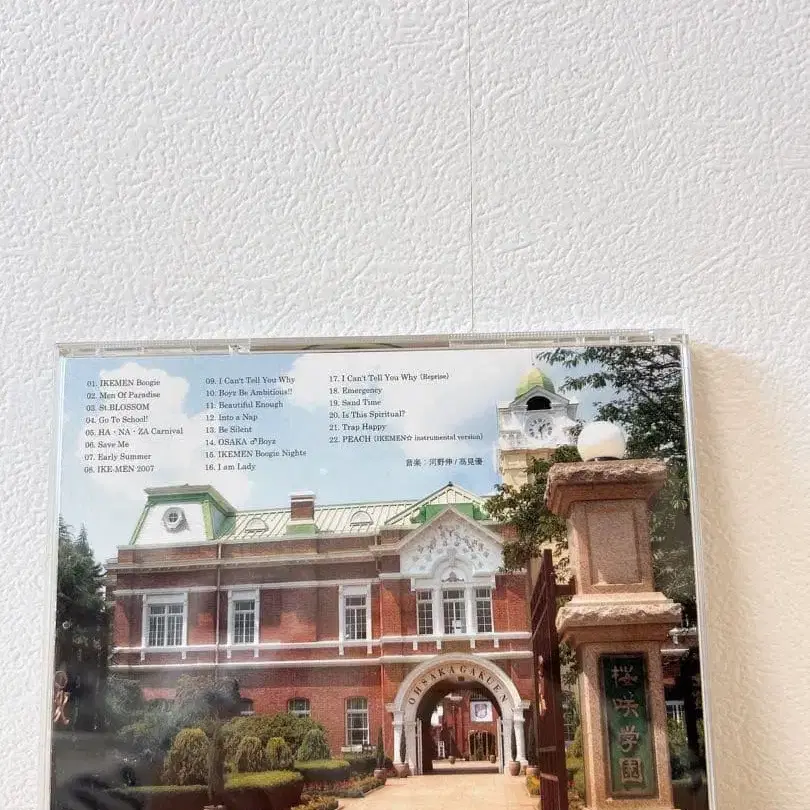 01. IKEMEN Boogie
02. Men Of Paradise
03. St.BLOSSOM
04. Go To School!
05. HA・NA・ZA Carnival
06. Save Me
07. Early Summer
08. IKE-MEN 2007
09. I Can't Tell You Why
10. Boyz Be Ambitious!!
11. Beautiful Enough
12. Into a Nap
13. Be Silent
14. OSAKA ♂ Boyz
15. IKEMEN Boogie Nights
16. I am Lady
17. I Can't Tell You Why (Reprise)
18. Emergency
19. Sand Time
20. Is This Spiritual?
21. Trap Happy
22. PEACH (IKEMEN☆ instrumental version)
音楽：河野伸 / 高見優
OHSAKA GAKUEN
桜咲学園